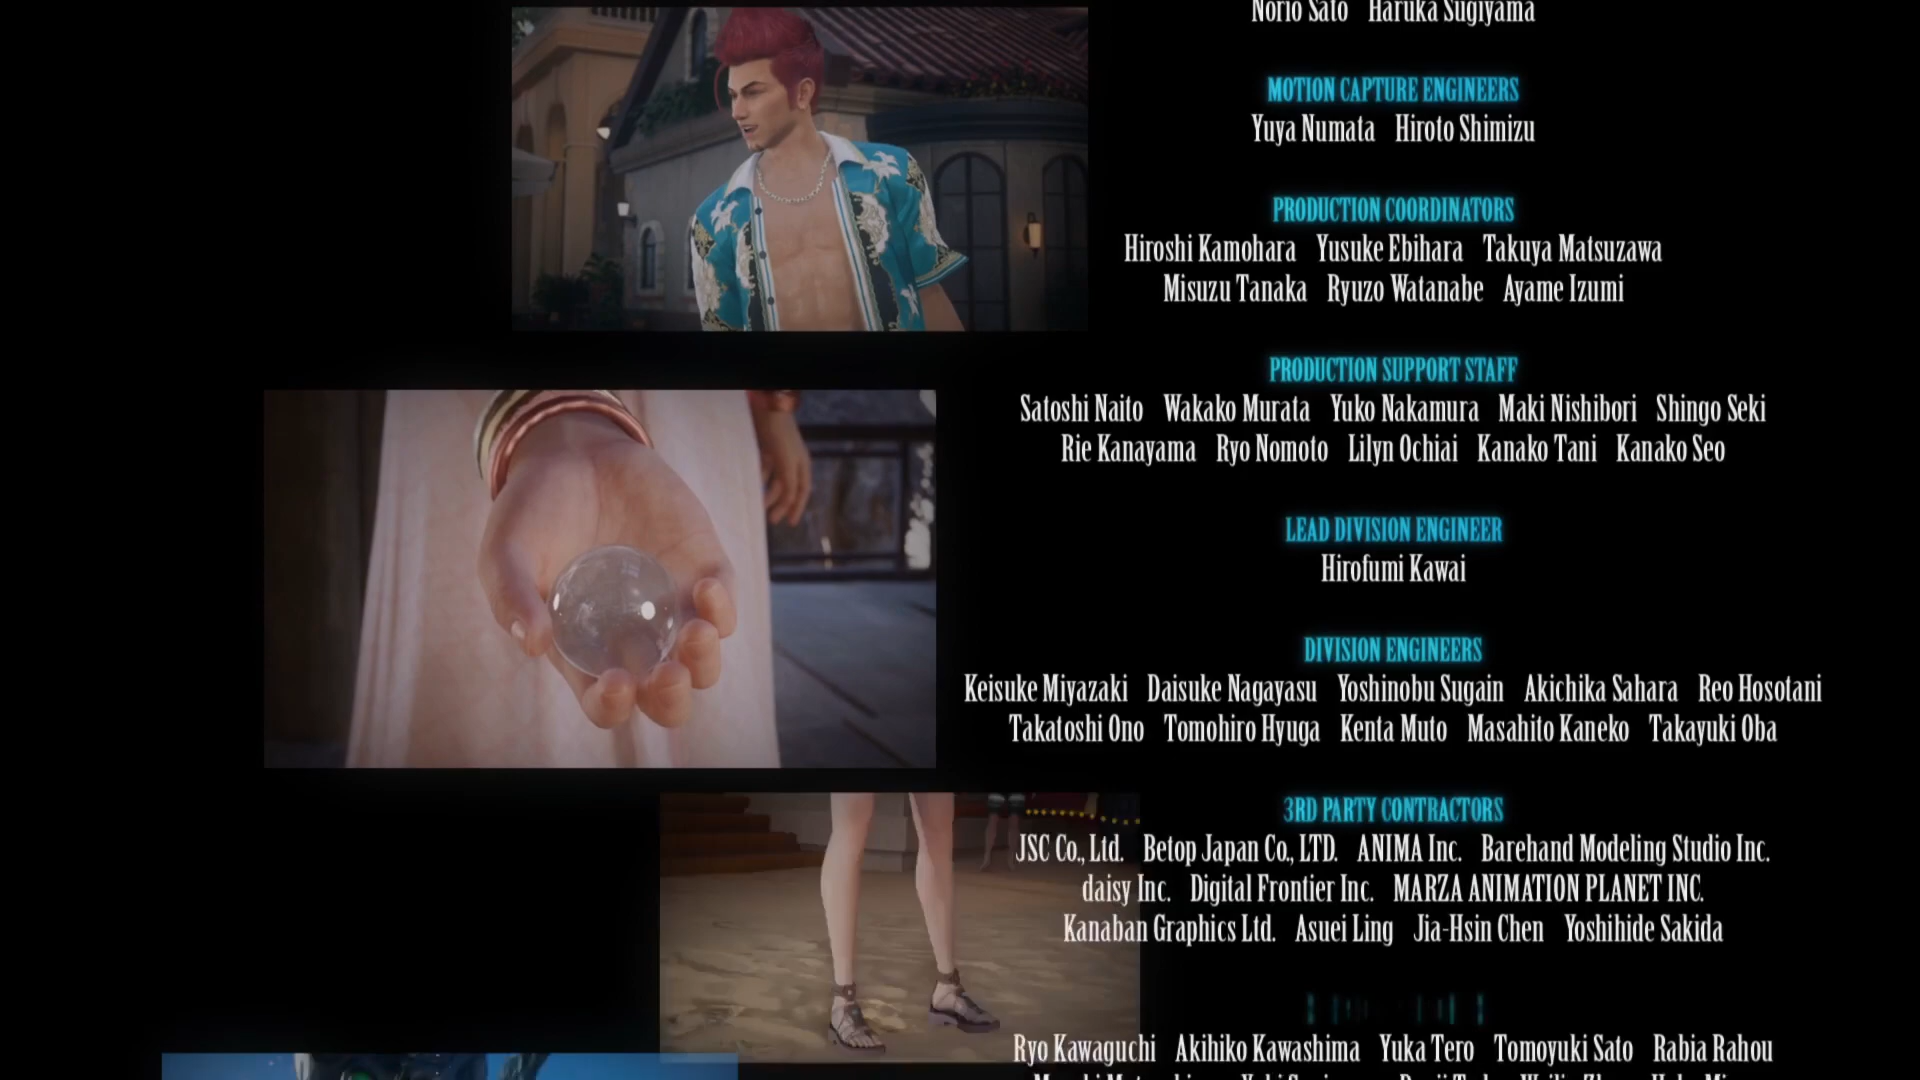 Norio Sato Haruka Sugiyama
MOTION CAPTURE ENGINEERS
Yuya Numata Hiroto Shimizu
PRODUCTION COORDINATORS
Hiroshi Kamohara Yusuke Ebihara Takuya Matsuzawa
Misuzu Tanaka Ryuzo Watanabe Ayame Izumi
PRODUCTION SUPPORT STAFF
Satoshi Naito Wakako Murata Yuko Nakamura Maki Nishibori Shingo Seki
Rie Kanayama Ryo Nomoto Lilyn Ochiai Kanako Tani Kanako Seo
LEAD DIVISION ENGINEER
Hirofumi Kawai
DIVISION ENGINEERS
Keisuke Miyazaki Daisuke Nagayasu Yoshinobu Sugain Akichika Sahara Reo Hosotani
Takatoshi Ono Tomohiro Hyuga Kenta Muto Masahito Kaneko Takayuki Oba
3RD PARTY CONTRACTORS
JSC Co., Ltd. Betop Japan Co., LTD. ANIMA Inc. Barehand Modeling Studio Inc.
daisy Inc. Digital Frontier Inc. MARZA ANIMATION PLANET INC.
Kanaban Graphics Ltd. Asuei Ling Jia-Hsin Chen Yoshihide Sakida
Ryo Kawaguchi Akihiko Kawashima Yuka Tero Tomoyuki Sato Rabia Rahou